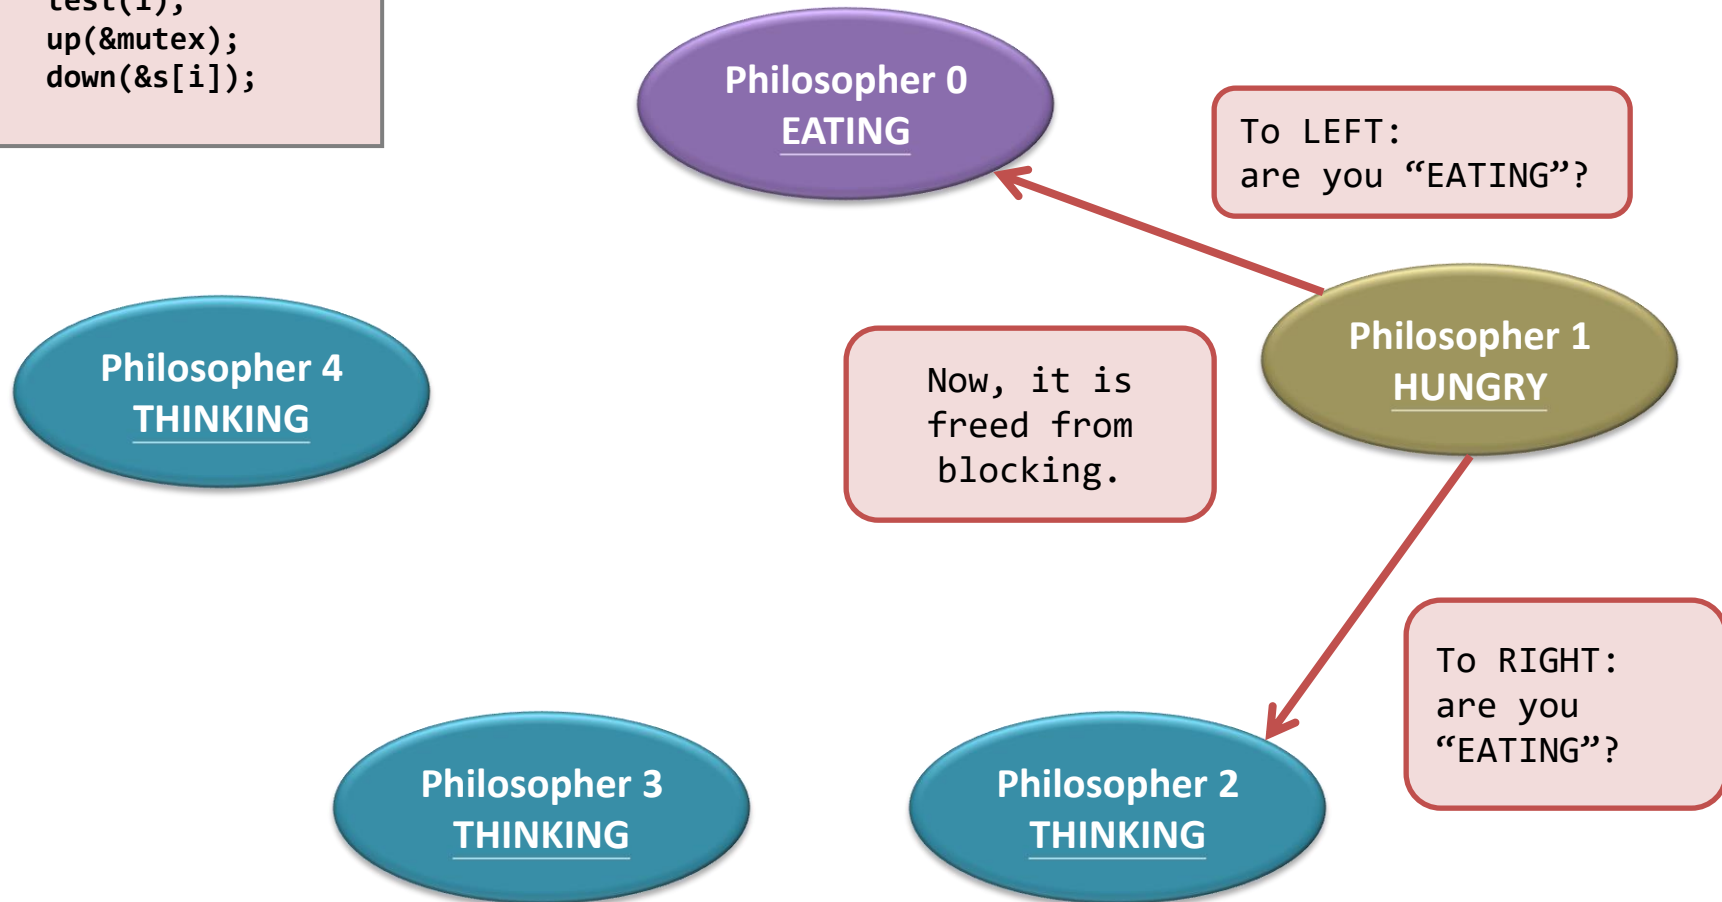 test(i);
up(&mutex);
down(&s[i]);
Philosopher 0
EATING
To LEFT:
are you “EATING”?
Philosopher 1
HUNGRY
Now, it is
freed from
blocking.
Philosopher 4
THINKING
To RIGHT:
are you
“EATING”?
Philosopher 3
THINKING
Philosopher 2
THINKING